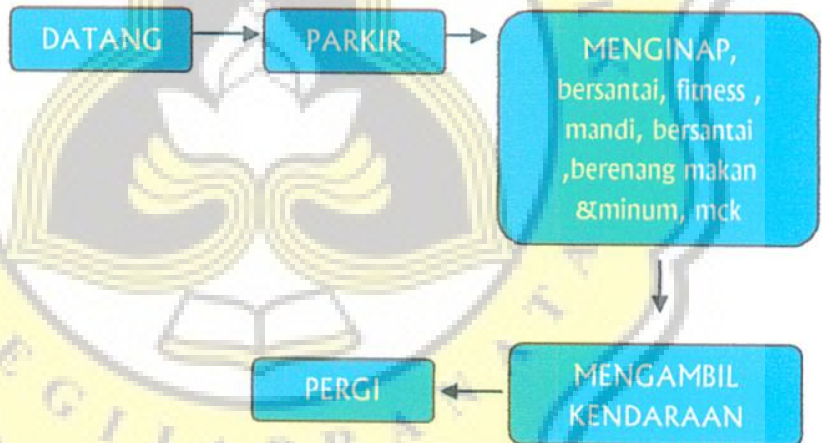 DATANG
PARKIR
MENGINAP,
bersantai, fitness ,
mandi, bersantai
,berenang makan
&minum, mck
MENGAMBIL
KENDARAAN
PERGI